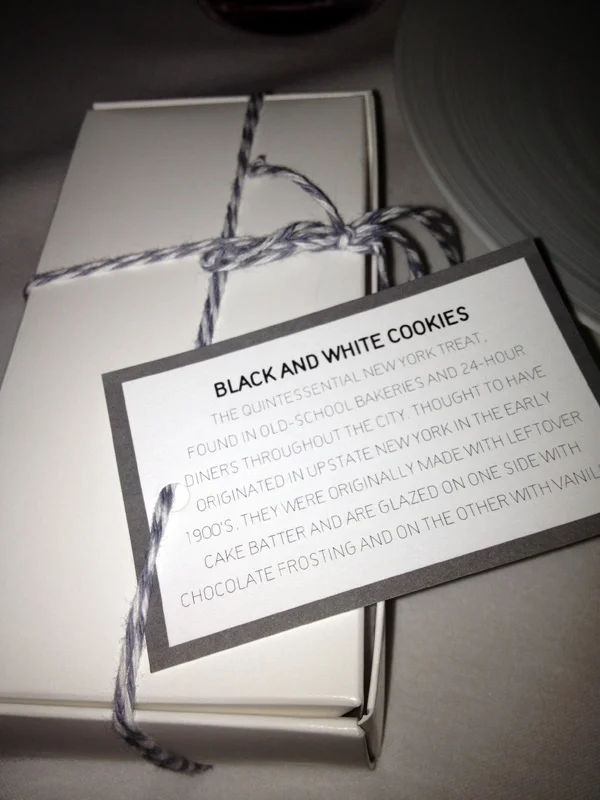 BLACK AND WHITE COOKIES
THE QUINTESSENTIAL NEW YORK TREAT,
FOUND IN OLD-SCHOOL BAKERIES AND 24-HOUR
DINERS THROUGHOUT THE CITY. THOUGHT TO HAVE
ORIGINATED IN UPSTATE NEW YORK IN THE EARLY
1900'S. THEY WERE ORIGINALLY MADE WITH LEFTOVER
CAKE BATTER AND ARE GLAZED ON ONE SIDE WITH
CHOCOLATE FROSTING AND ON THE OTHER WITH